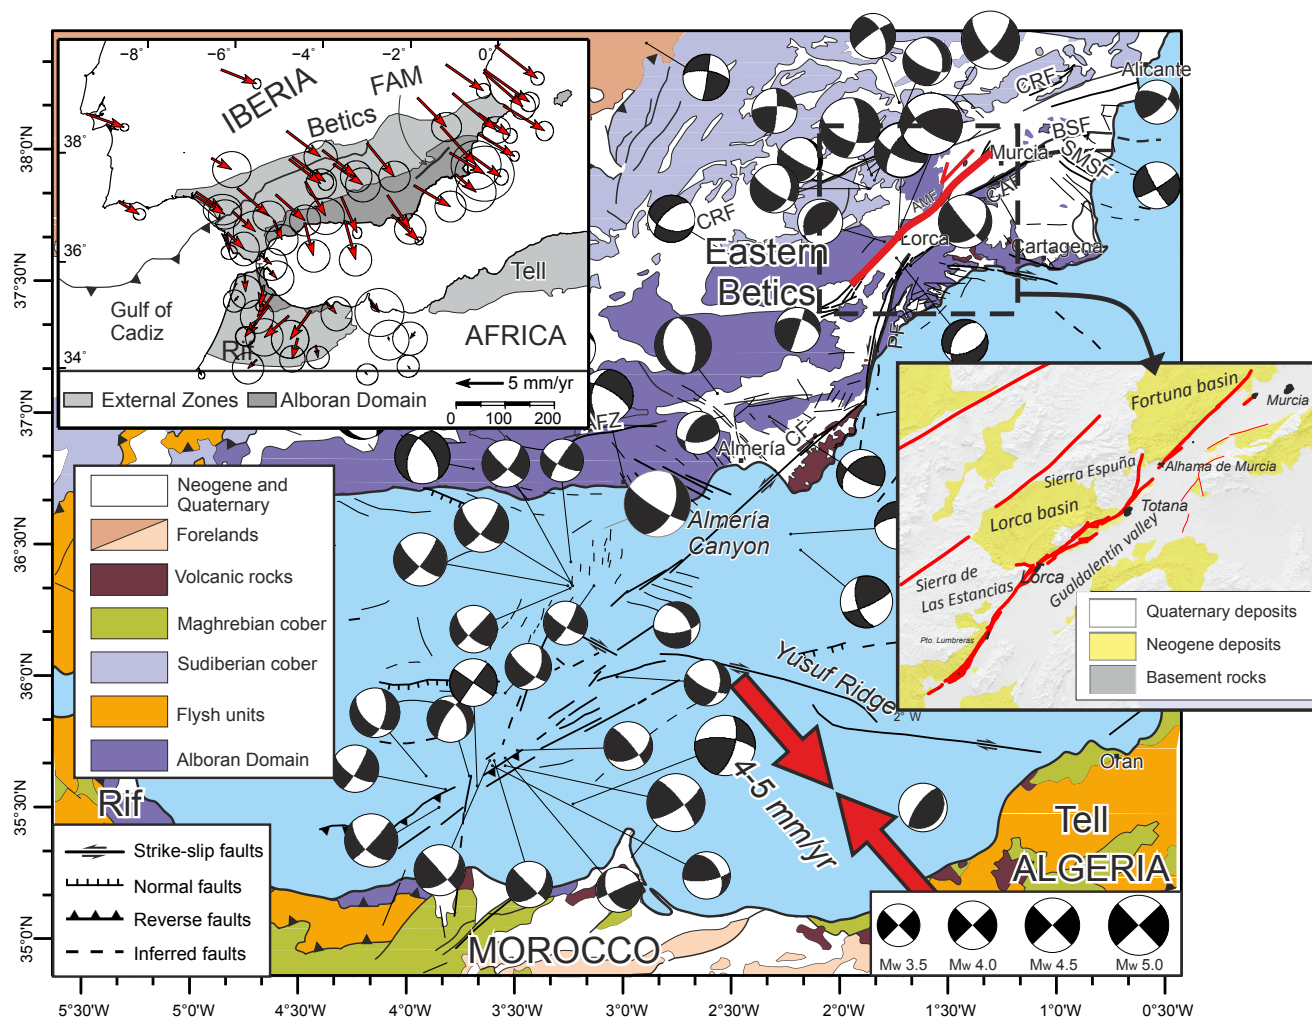 −8°
−6°
−4°
−2
0°
38°
36°
34°
IBERIA
FAM
Betics
Gulf of
Cadiz
Rif
Tell
AFRICA
5 mm/yr
0
100
200
External Zones
Alboran Domain
CRF
Alicante
BSF
SMSF
Murcia
CAF
AMF
CRF
Lorca
Cartagena
Eastern
Betics
PF
AFZ
CF
Almería
Almería
Canyon
Yusuf Ridge
2° W
4-5 mm/yr
Oran
Tell
ALGERIA
MOROCCO
Rif
Fortuna basin
Murcia
Alhama de Murcia
Sierra Espuña
Totana
Lorca basin
Gualdalentín valley
Lorca
Sierra de
Las Estancias
Pto. Lumbreras
Quaternary deposits
Neogene deposits
Basement rocks
Neogene and
Quaternary
Forelands
Volcanic rocks
Maghrebian cober
Sudiberian cober
Flysh units
Alboran Domain
Strike-slip faults
Normal faults
Reverse faults
Inferred faults
Mw 3.5
Mw 4.0
Mw 4.5
Mw 5.0
38°0'N
37°30'N
37°0'N
36°30'N
36°0'N
35°30'N
35°0'N
5°30'W
5°0'W
4°30'W
4°0'W
3°30'W
3°0'W
2°30'W
2°0'W
1°30'W
1°0'W
0°30'W